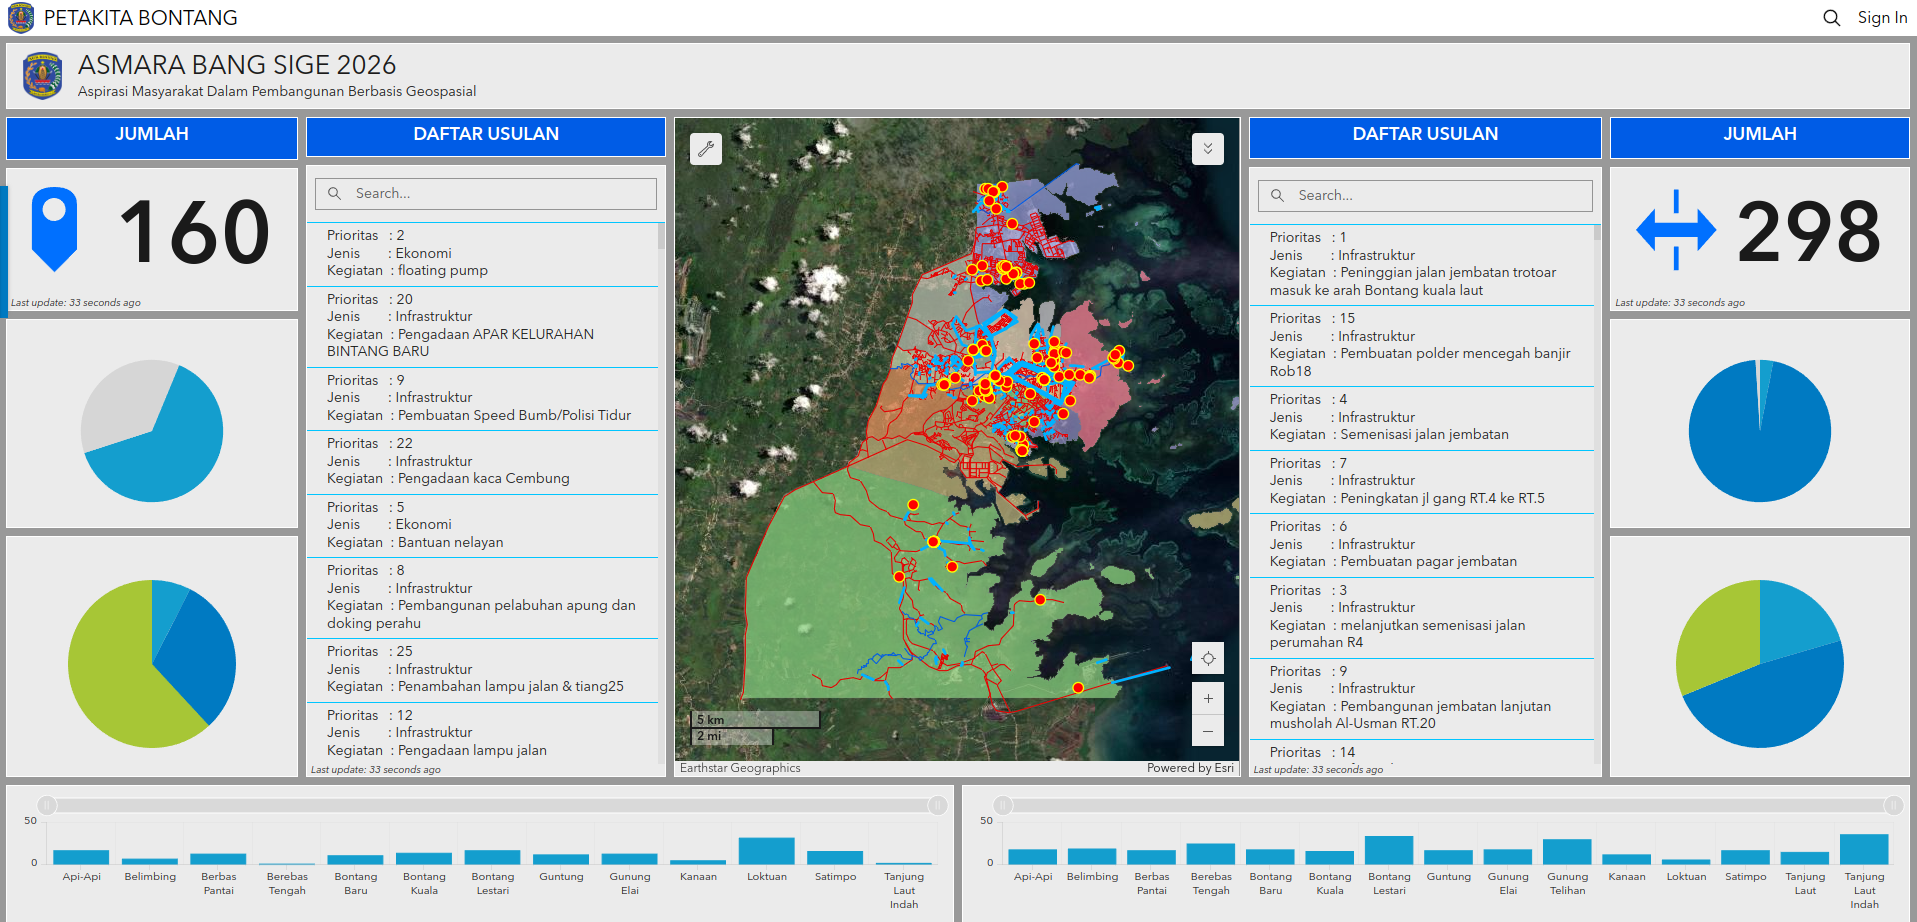 PETAKITA BONTANG
Sign In
ASMARA BANG SIGE 2026
Aspirasi Masyarakat Dalam Pembangunan Berbasis Geospasial
JUMLAH
160
Last update: 33 seconds ago
DAFTAR USULAN
Search...
Prioritas : 2
Jenis : Ekonomi
Kegiatan : floating pump
Prioritas : 20
Jenis : Infrastruktur
Kegiatan : Pengadaan APAR KELURAHAN
BINTANG BARU
Prioritas : 9
Jenis : Infrastruktur
Kegiatan : Pembuatan Speed Bumb/Polisi Tidur
Prioritas : 22
Jenis : Infrastruktur
Kegiatan : Pengadaan kaca Cembung
Prioritas : 5
Jenis : Ekonomi
Kegiatan : Bantuan nelayan
Prioritas : 8
Jenis : Infrastruktur
Kegiatan : Pembangunan pelabuhan apung dan
doking perahu
Prioritas : 25
Jenis : Infrastruktur
Kegiatan : Penambahan lampu jalan & tiang25
Prioritas : 12
Jenis : Infrastruktur
Kegiatan : Pengadaan lampu jalan
Last update: 33 seconds ago
5 km
2 mi
Earthstar Geographics
Powered by Esri
DAFTAR USULAN
Search...
Prioritas : 1
Jenis : Infrastruktur
Kegiatan : Peninggian jalan jembatan trotoar
masuk ke arah Bontang kuala laut
Prioritas : 15
Jenis : Infrastruktur
Kegiatan : Pembuatan polder mencegah banjir
Rob18
Prioritas : 4
Jenis : Infrastruktur
Kegiatan : Semenisasi jalan jembatan
Prioritas : 7
Jenis : Infrastruktur
Kegiatan : Peningkatan jl gang RT.4 ke RT.5
Prioritas : 6
Jenis : Infrastruktur
Kegiatan : Pembuatan pagar jembatan
Prioritas : 3
Jenis : Infrastruktur
Kegiatan : melanjutkan semenisasi jalan
perumahan R4
Prioritas : 9
Jenis : Infrastruktur
Kegiatan : Pembangunan jembatan lanjutan
musholah Al-Usman RT.20
Prioritas : 14
Last update: 33 seconds ago
JUMLAH
298
Last update: 33 seconds ago
50
0
Api-Api
Belimbing
Berbas
Pantai
Berebas
Tengah
Bontang
Baru
Bontang
Kuala
Bontang
Lestari
Guntung
Gunung
Elai
Kanaan
Loktuan
Satimpo
Tanjung
Laut
Indah
50
0
Api-Api
Belimbing
Berbas
Pantai
Berebas
Tengah
Bontang
Baru
Bontang
Kuala
Bontang
Lestari
Guntung
Gunung
Elai
Gunung
Telihan
Kanaan
Loktuan
Satimpo
Tanjung
Laut
Tanjung
Laut
Indah